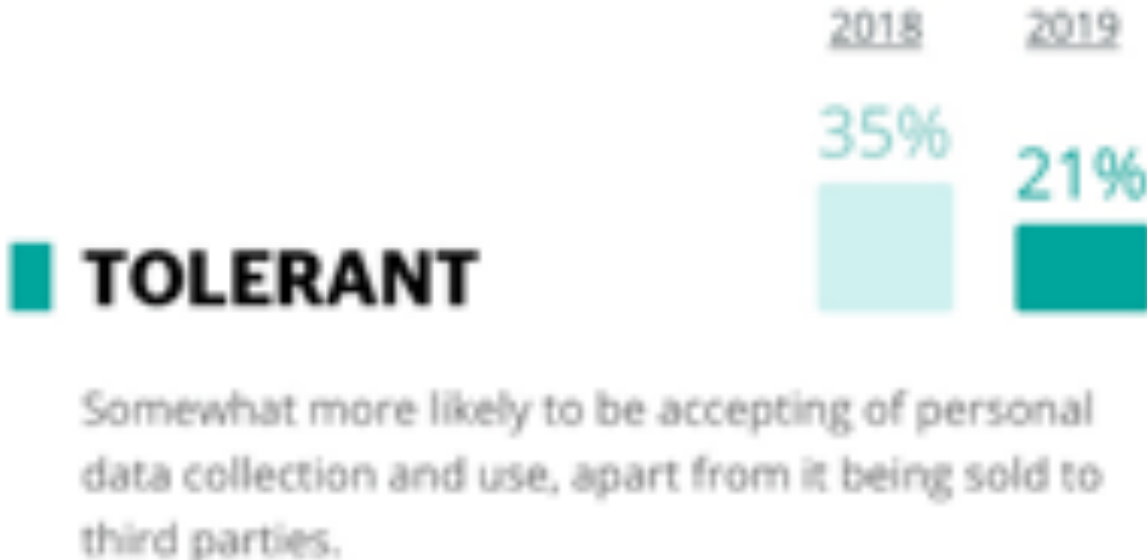 2018 2019
35%
21%
TOLERANT
Somewhat more likely to be accepting of personal
data collection and use, apart from it being sold to
third parties.